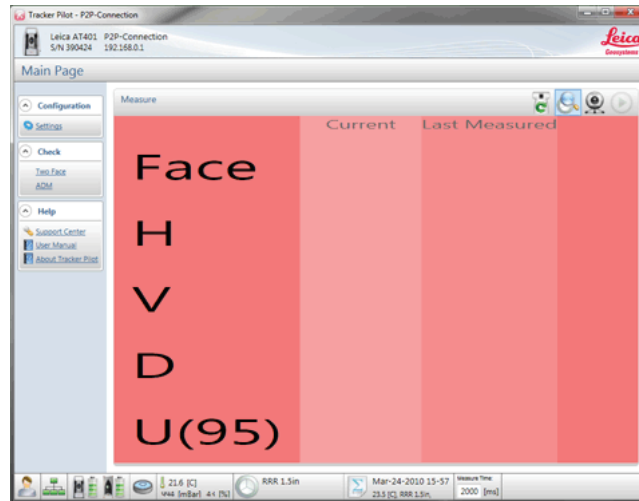 Tracker Pilot - P2P-Connection
Leica AT401 P2P-Connection
S/N 390424 192.168.0.1
Leica
Geosystems
Main Page
Configuration
Settings
Check
Two Face
ADM
Help
Support Center
User Manual
About Tracker Pilot
Measure
Current Last Measured
Face
H
V
D
U(95)
21.6 [C]
[mBar] 41 [%]
RRR 1.5in
Mar-24-2010 15-57
23.5 [C], RRR 1.5in,
Measure Time
2000 [ms]